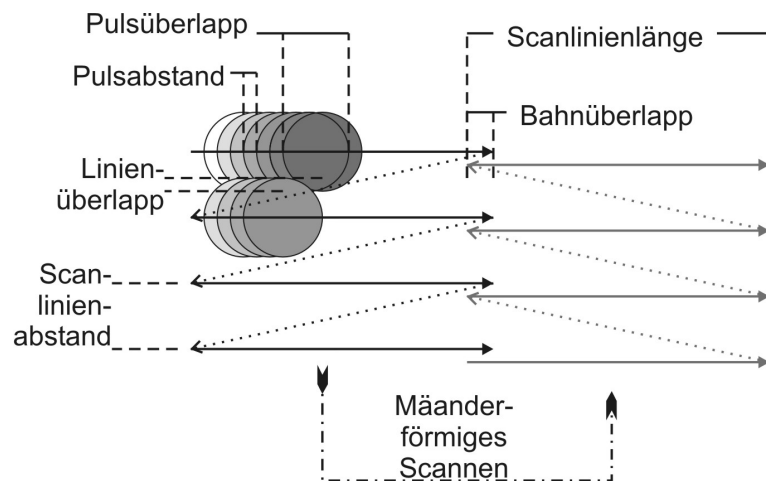 Pulsüberlapp
Scanlinienlänge
Pulsabstand
Bahnüberlapp
Linien-
überlapp
Scan-
linien-
abstand
Mäander-
förmiges
Scannen